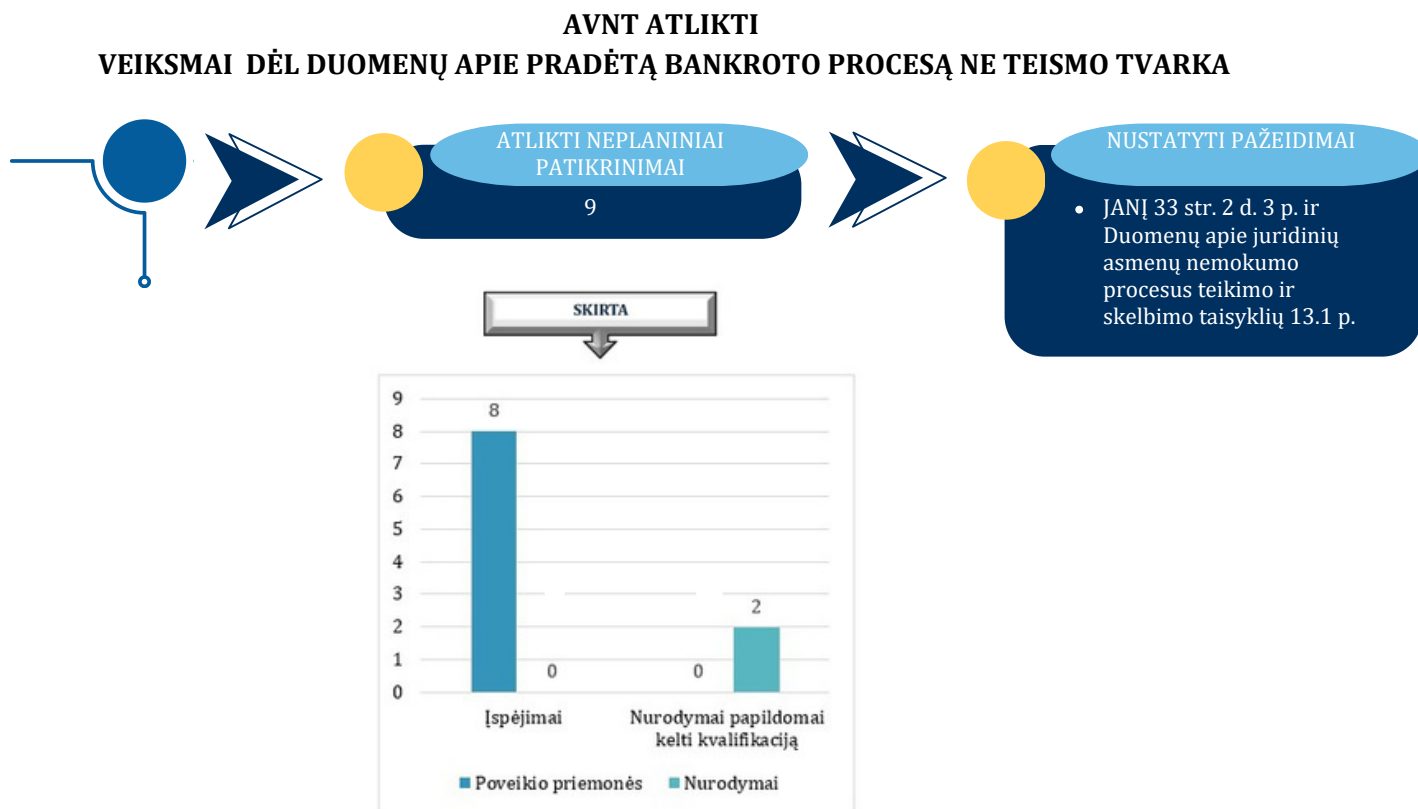 AVNT ATLIKTI
VEIKSMAI DĖL DUOMENŲ APIE PRADĖTĄ BANKROTO PROCESĄ NE TEISMO TVARKA
ATLIKTI NEPLANINIAI
PATIKRINIMAI
9
NUSTATYTI PAŽEIDIMAI
• JANĮ 33 str. 2 d. 3 p. ir
Duomenų apie juridinių
asmenų nemokumo
procesus teikimo ir
skelbimo taisyklių 13.1 p.
SKIRTA
9
8
7
6
5
4
3
2
1
0
8
0
0
2
Įspėjimai
Nurodymai papildomai
kelti kvalifikaciją
Poveikio priemonės
Nurodymai